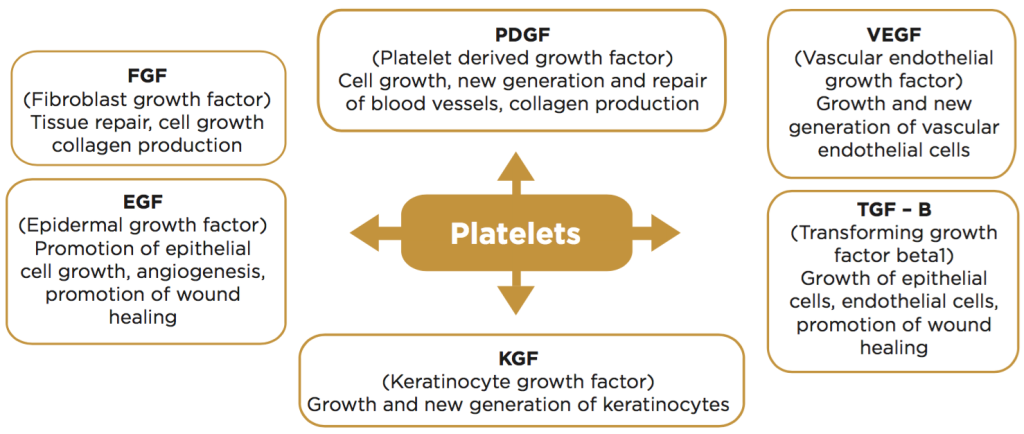 PDGF
(Platelet derived growth factor)
Cell growth, new generation and repair
of blood vessels, collagen production
VEGF
(Vascular endothelial
growth factor)
Growth and new
generation of vascular
endothelial cells
FGF
(Fibroblast growth factor)
Tissue repair, cell growth
collagen production
EGF
(Epidermal growth factor)
Promotion of epithelial
cell growth, angiogenesis,
promotion of wound
healing
Platelets
TGF – B
(Transforming growth
factor beta1)
Growth of epithelial
cells, endothelial cells,
promotion of wound
healing
KGF
(Keratinocyte growth factor)
Growth and new generation of keratinocytes